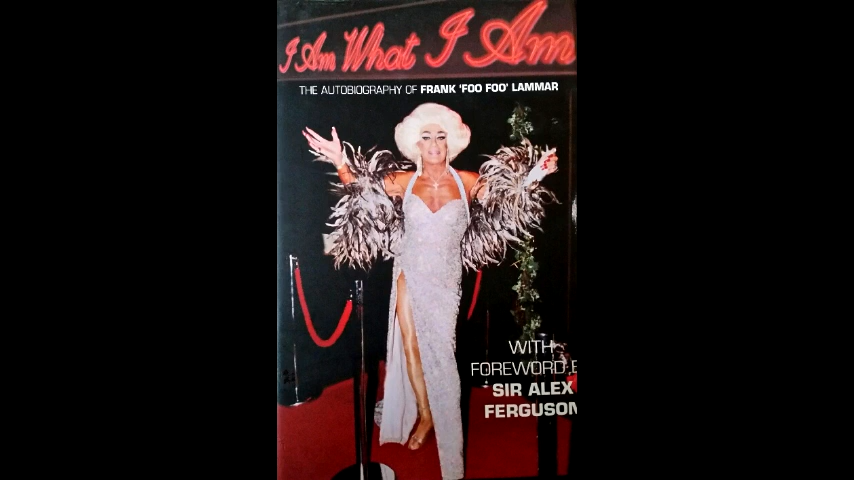 I Am What I Am
THE AUTOBIOGRAPHY OF FRANK 'FOO FOO' LAMMAR
WITH
FOREWORD
SIR ALEX
FERGUSON